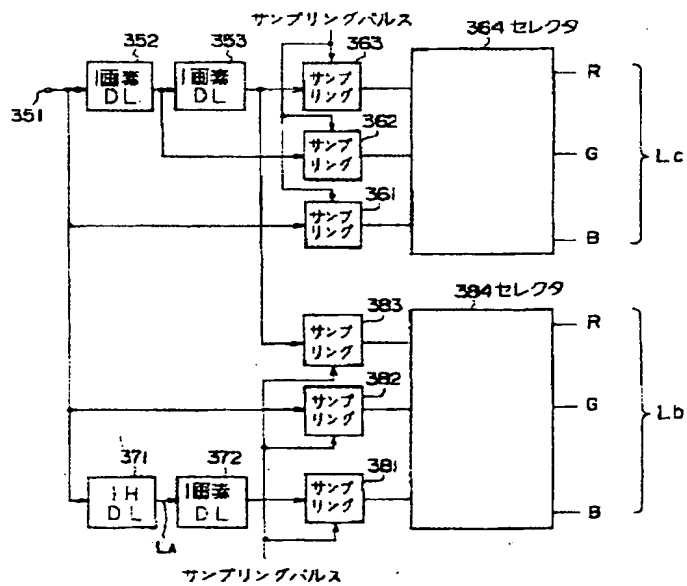 サンプリングパルス
364 セレクタ
352
353
363
1画素
DL
1画素
DL
サンプ
リング
R
351
362
サンプ
リング
G
Lc
361
サンプ
リング
B
384 セレクタ
383
サンプ
リング
R
382
サンプ
リング
G
Lb
371
372
381
1H
DL
1画素
DL
サンプ
リング
B
LA
サンプリングパルス